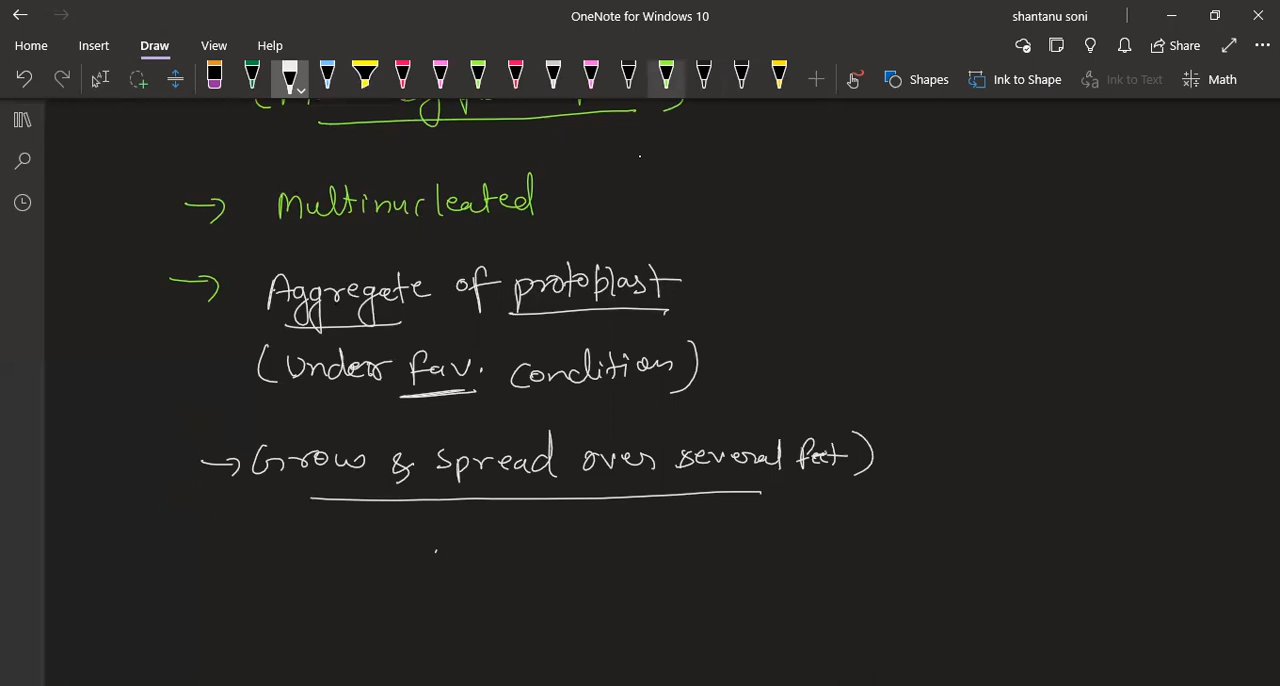 OneNote for Windows 10
shantanu soni
Home Insert Draw View Help
Share
Shapes Ink to Shape Ink to Text Math
→ Multinucleated
→ Aggregate of protoplast
(Under fav. condition)
→ Grow & spread over several feet)